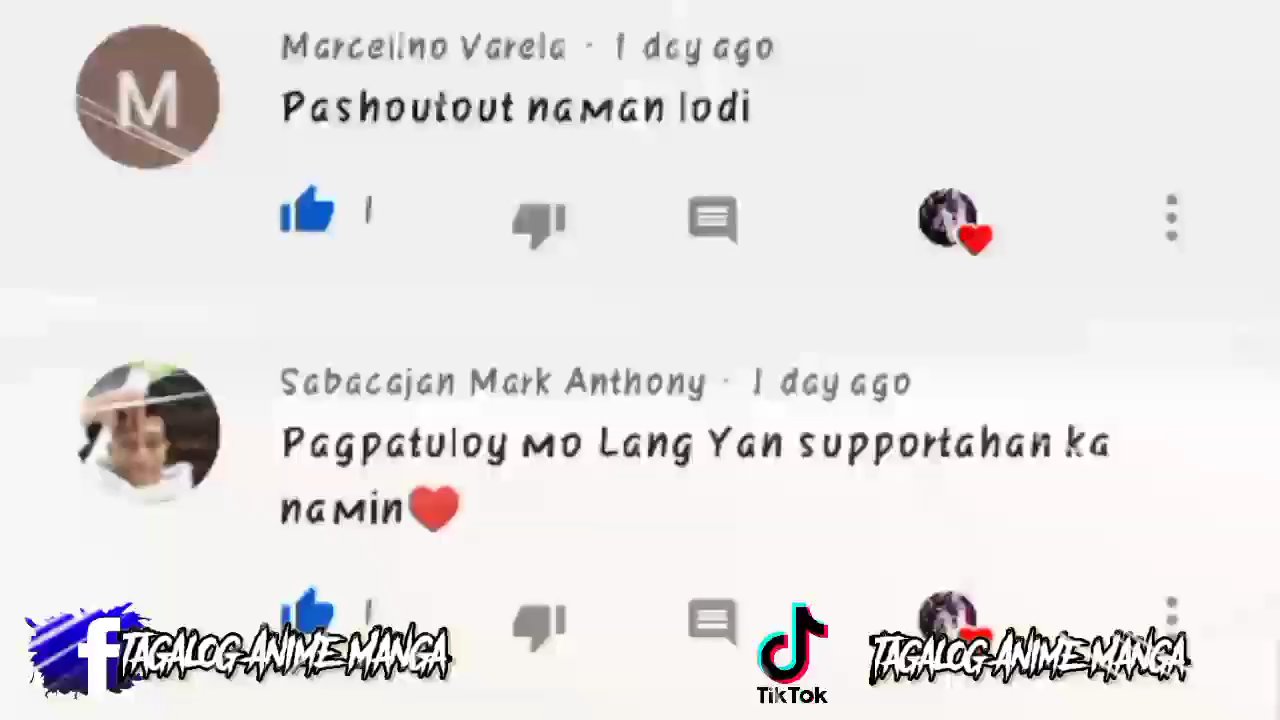 M
Marcelino Varela · 1 day ago
Pashoutout naman lodi
1
Sabacajan Mark Anthony · 1 day ago
Pagpatuloy mo Lang Yan supportahan ka
namin❤️
1
f TAGALOG ANIME MANGA
TikTok
TAGALOG ANIME MANGA